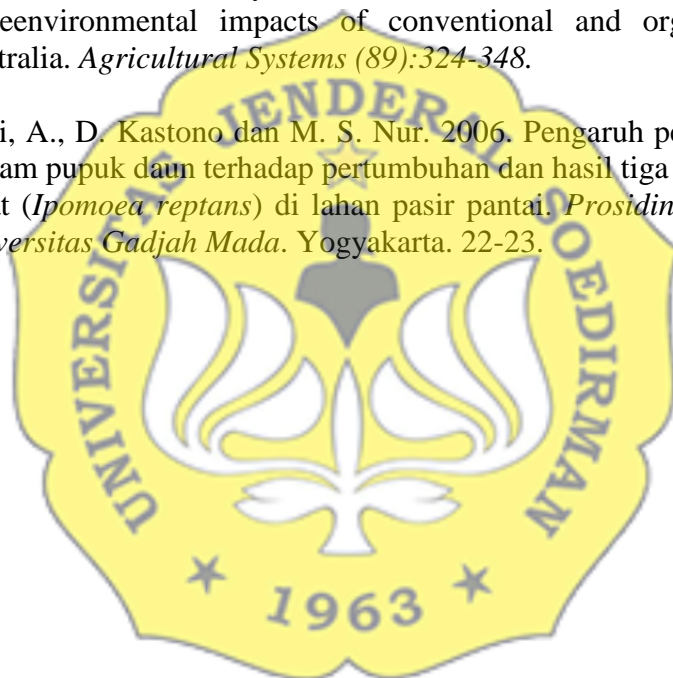 eenvironmental impacts of conventional and org
tralia. Agricultural Systems (89):324-348.
i, A., D. Kastono dan M. S. Nur. 2006. Pengaruh pe
am pupuk daun terhadap pertumbuhan dan hasil tiga
t (Ipomoea reptans) di lahan pasir pantai. Prosidin
versitas Gadjah Mada. Yogyakarta. 22-23.
UNIVERSITAS JENDERAL SOEDIRMAN
1963